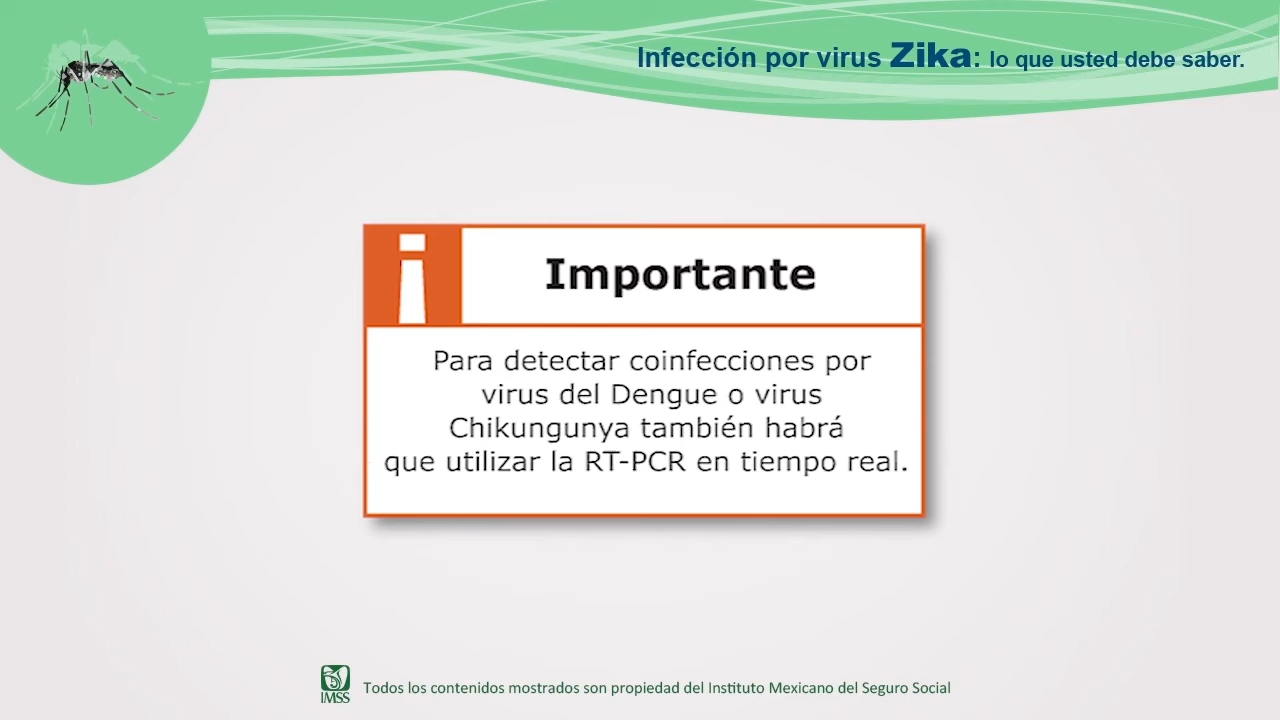 Infección por virus Zika: lo que usted debe saber.
i
Importante
Para detectar coinfecciones por
virus del Dengue o virus
Chikungunya también habrá
que utilizar la RT-PCR en tiempo real.
IMSS
Todos los contenidos mostrados son propiedad del Instituto Mexicano del Seguro Social